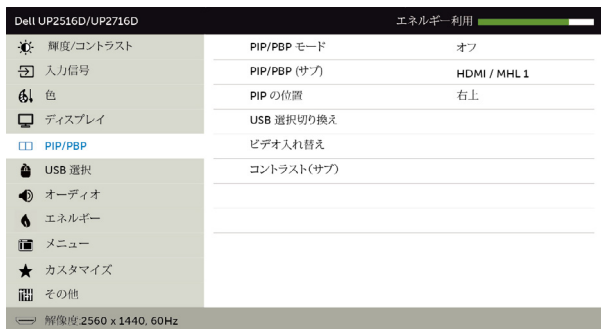 Dell UP2516D/UP2716D エネルギー利用
輝度/コントラスト PIP/PBP モード オフ
入力信号 PIP/PBP (サブ) HDMI / MHL 1
色 PIP の位置 右上
ディスプレイ USB 選択切り換え
PIP/PBP ビデオ入れ替え
USB 選択 コントラスト(サブ)
オーディオ
エネルギー
メニュー
カスタマイズ
その他
解像度:2560 x 1440, 60Hz